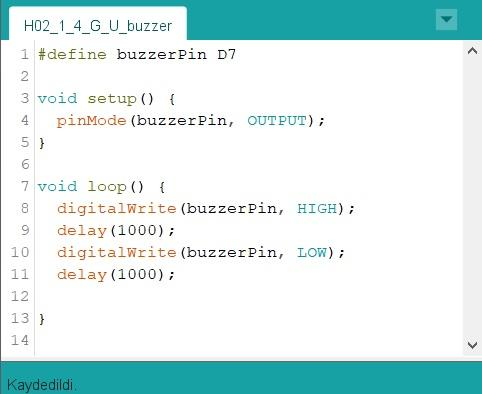 H02_1_4_G_U_buzzer
1 #define buzzerPin D7
2
3 void setup() {
4   pinMode(buzzerPin, OUTPUT);
5 }
6
7 void loop() {
8   digitalWrite(buzzerPin, HIGH);
9   delay(1000);
10   digitalWrite(buzzerPin, LOW);
11   delay(1000);
12
13 }
14
Kaydedildi.